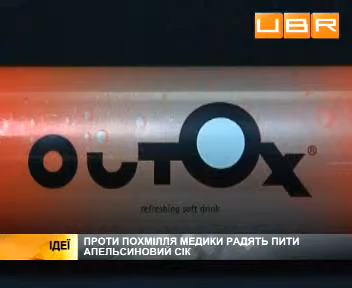 UBR
OUTOX®
refreshing soft drink
ІДЕЇ
ПРОТИ ПОХМІЛЛЯ МЕДИКИ РАДЯТЬ ПИТИ
АПЕЛЬСИНОВИЙ СІК